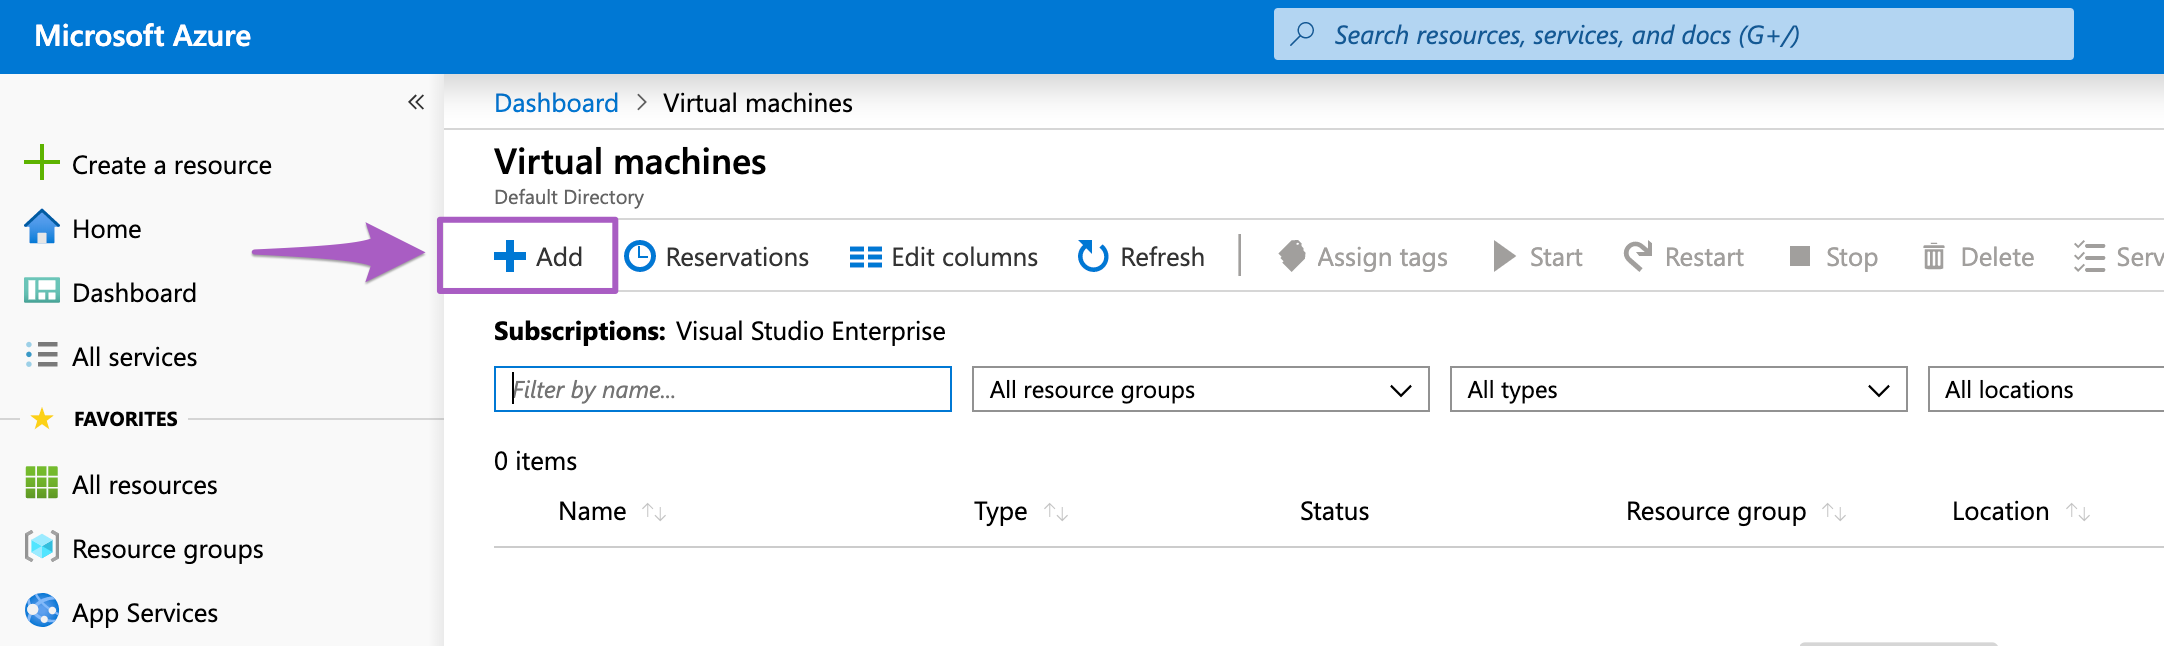 Microsoft Azure
Search resources, services, and docs (G+/)
Create a resource
Home
Dashboard
All services
FAVORITES
All resources
Resource groups
App Services
Dashboard > Virtual machines
Virtual machines
Default Directory
Add Reservations Edit columns Refresh Assign tags Start Restart Stop Delete Serv
Subscriptions: Visual Studio Enterprise
Filter by name... All resource groups All types All locations
0 items
Name Type Status Resource group Location